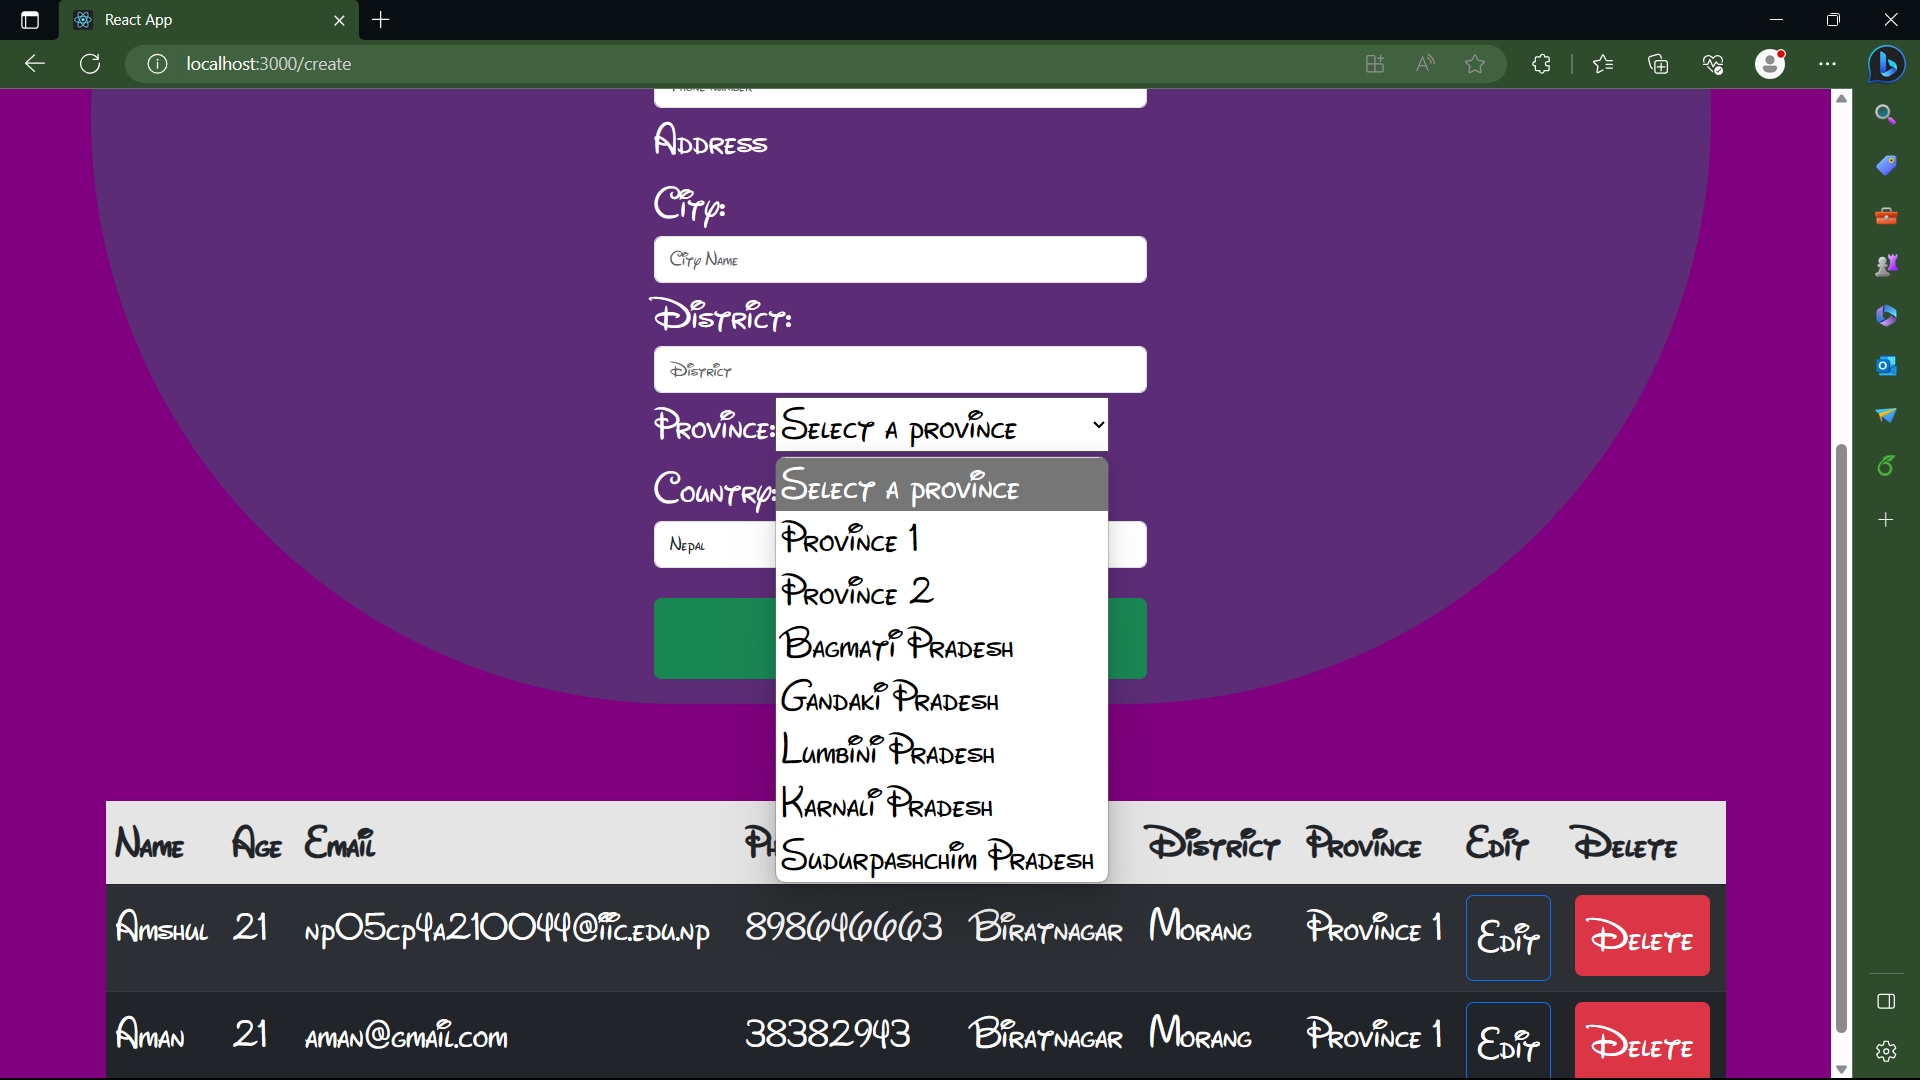 React App
localhost:3000/create
Phone number
Address
City:
City Name
District:
District
Province: Select a province
Select a province
Country:
Province 1
Nepal
Province 2
Bagmati Pradesh
Gandaki Pradesh
Lumbini Pradesh
Karnali Pradesh
Sudurpashchim Pradesh
Name Age Email Ph District Province Edit Delete
Amshul 21 np05cp4a210044@iic.edu.np 898646663 Biratnagar Morang Province 1 Edit Delete
Aman 21 aman@gmail.com 38382943 Biratnagar Morang Province 1 Edit Delete